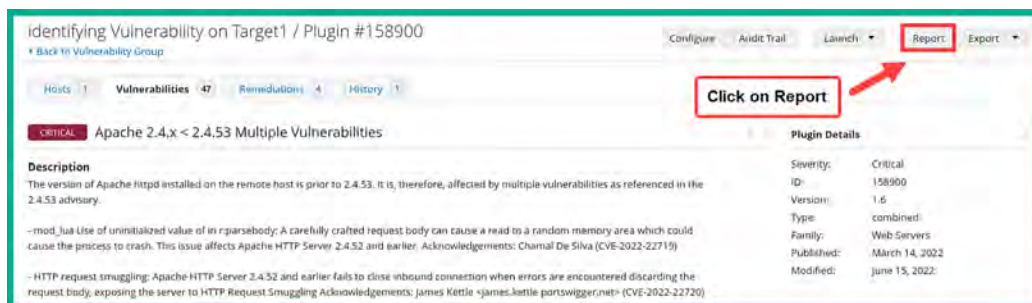 identifying Vulnerability on Target1 / Plugin #158900
Back to Vulnerability Group
Configure Audit Trail Launch Report Export
Hosts 1 Vulnerabilities 47 Remediations 4 History 1
Click on Report
CRITICAL Apache 2.4.x < 2.4.53 Multiple Vulnerabilities
Plugin Details
Description
The version of Apache httpd installed on the remote host is prior to 2.4.53. It is, therefore, affected by multiple vulnerabilities as referenced in the
2.4.53 advisory.
- mod_lua Use of uninitialized value of in r:parsebody: A carefully crafted request body can cause a read to a random memory area which could
cause the process to crash. This issue affects Apache HTTP Server 2.4.52 and earlier. Acknowledgements: Chamal De Silva (CVE-2022-22719)
- HTTP request smuggling: Apache HTTP Server 2.4.52 and earlier fails to close inbound connection when errors are encountered discarding the
request body, exposing the server to HTTP Request Smuggling Acknowledgements: James Kettle <james.kettle portswigger.net> (CVE-2022-22720)
Severity: Critical
ID: 158900
Version: 1.6
Type: combined
Family: Web Servers
Published: March 14, 2022
Modified: June 15, 2022